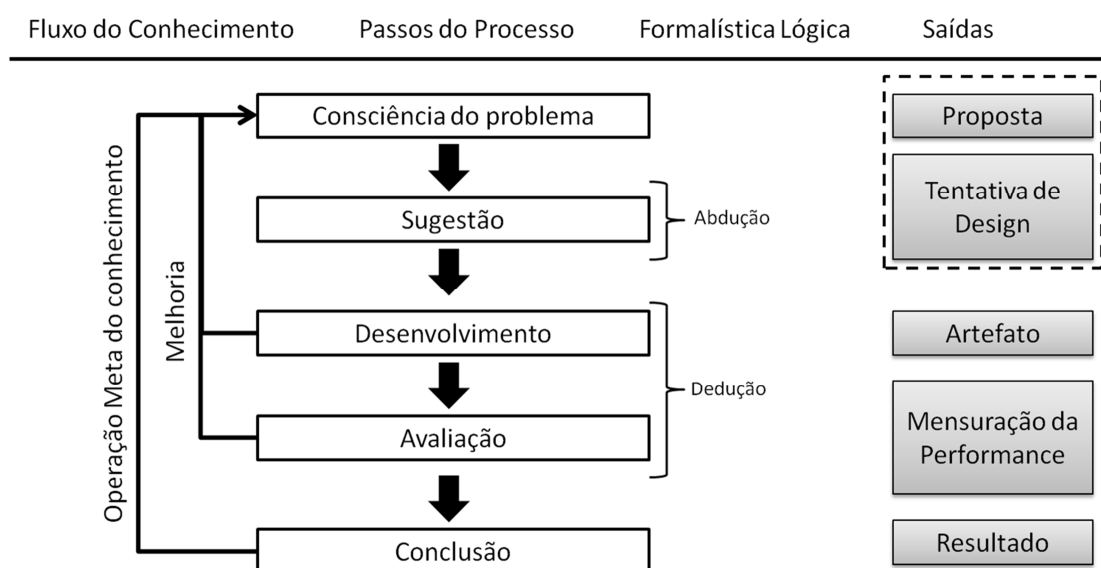 Fluxo do Conhecimento
Passos do Processo
Formalística Lógica
Saídas
Consciência do problema
Proposta
Sugestão
Abdução
Tentativa de
Design
Operação Meta do conhecimento
Melhoria
Desenvolvimento
Artefato
Dedução
Avaliação
Mensuração da
Performance
Conclusão
Resultado